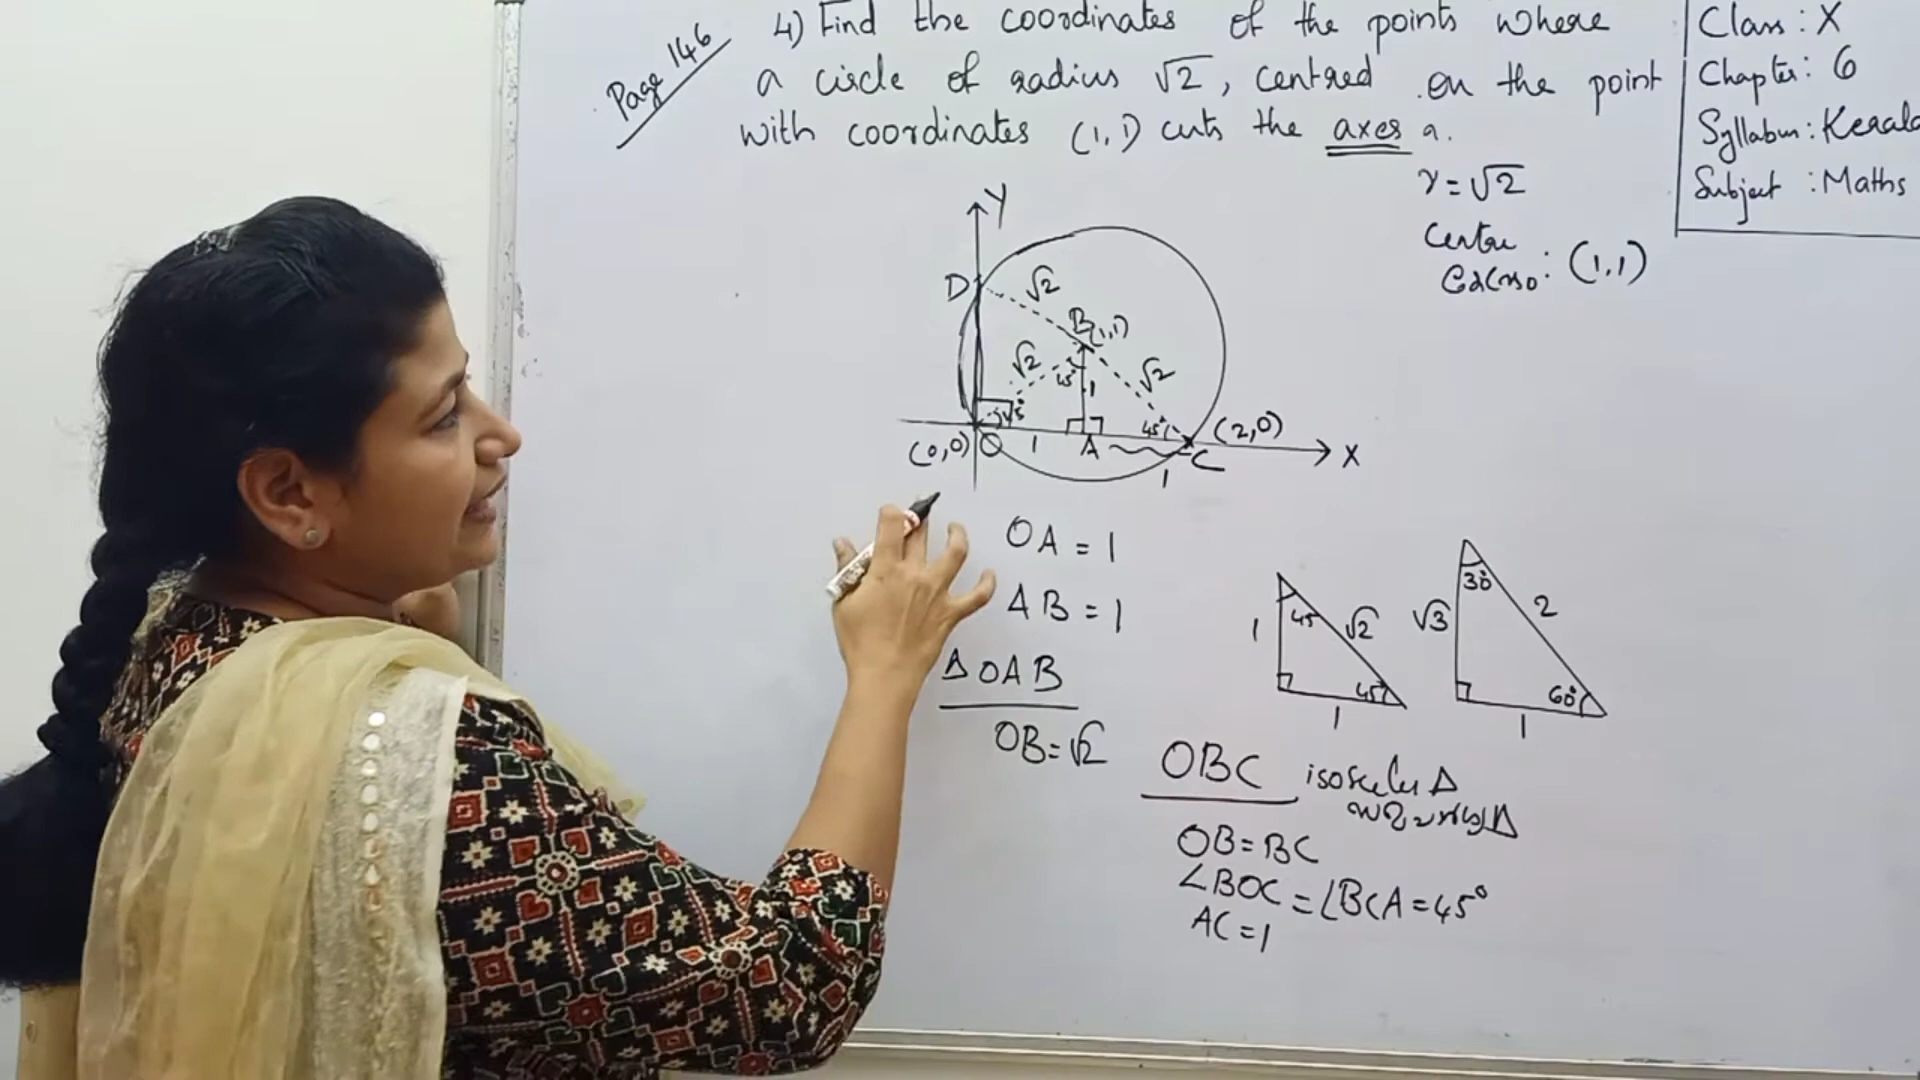 Page 146
4) Find the coordinates of the points where
a circle of radius √2, centred on the point
with coordinates (1,1) cuts the axes
Class : X
Chapter : 6
Syllabus : Kerala
Subject : Maths
r = √2
Centre
: (1,1)
Y
D
√2
B (1,1)
√2
√2
45°
1
45°
45°
(2,0)
(0,0) O
1
A
C
X
1
OA = 1
AB = 1
Δ OAB
OB = √2
1
45
√2
45°
1
√3
30°
2
60°
1
OBC isosceles Δ
Δ
OB = BC
∠BOC = ∠BCA = 45°
AC = 1